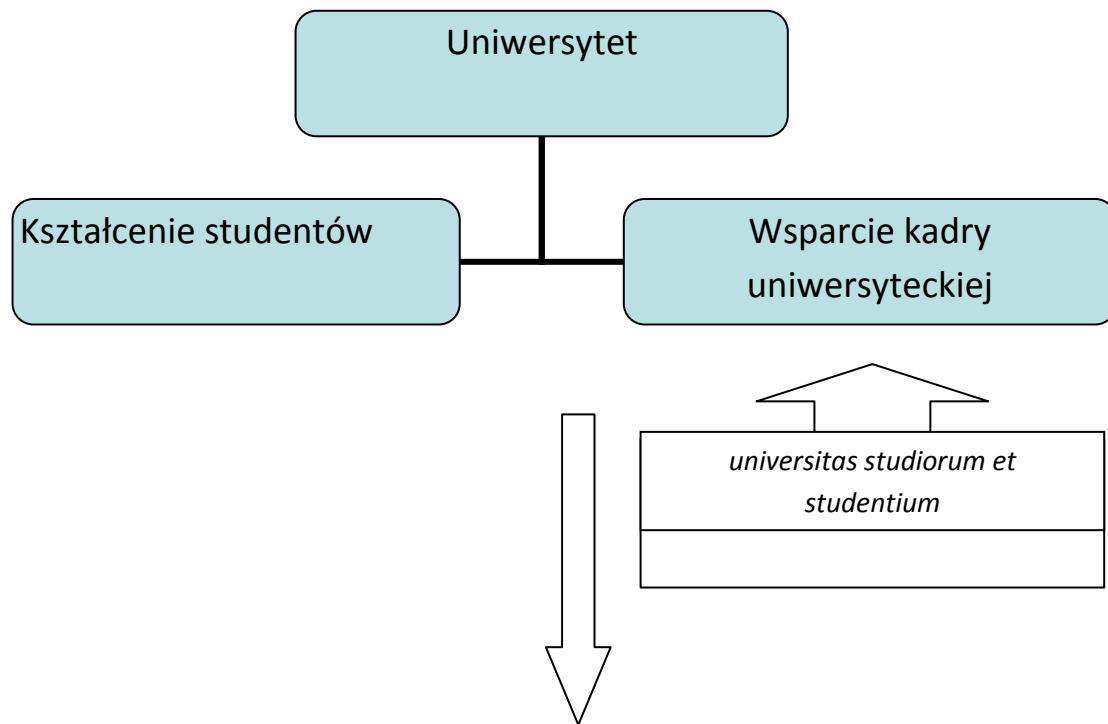 Uniwersytet
Kształcenie studentów
Wsparcie kadry
uniwersyteckiej
universitas studiorum et
studentium